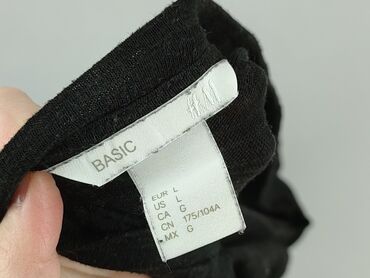 BASIC
H&M
EUR L
US L
CA G
CN 175/104A
MX G